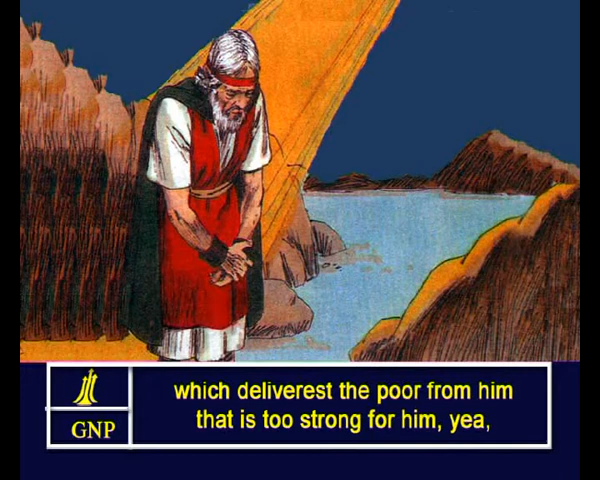 which deliverest the poor from him
that is too strong for him, yea,
GNP